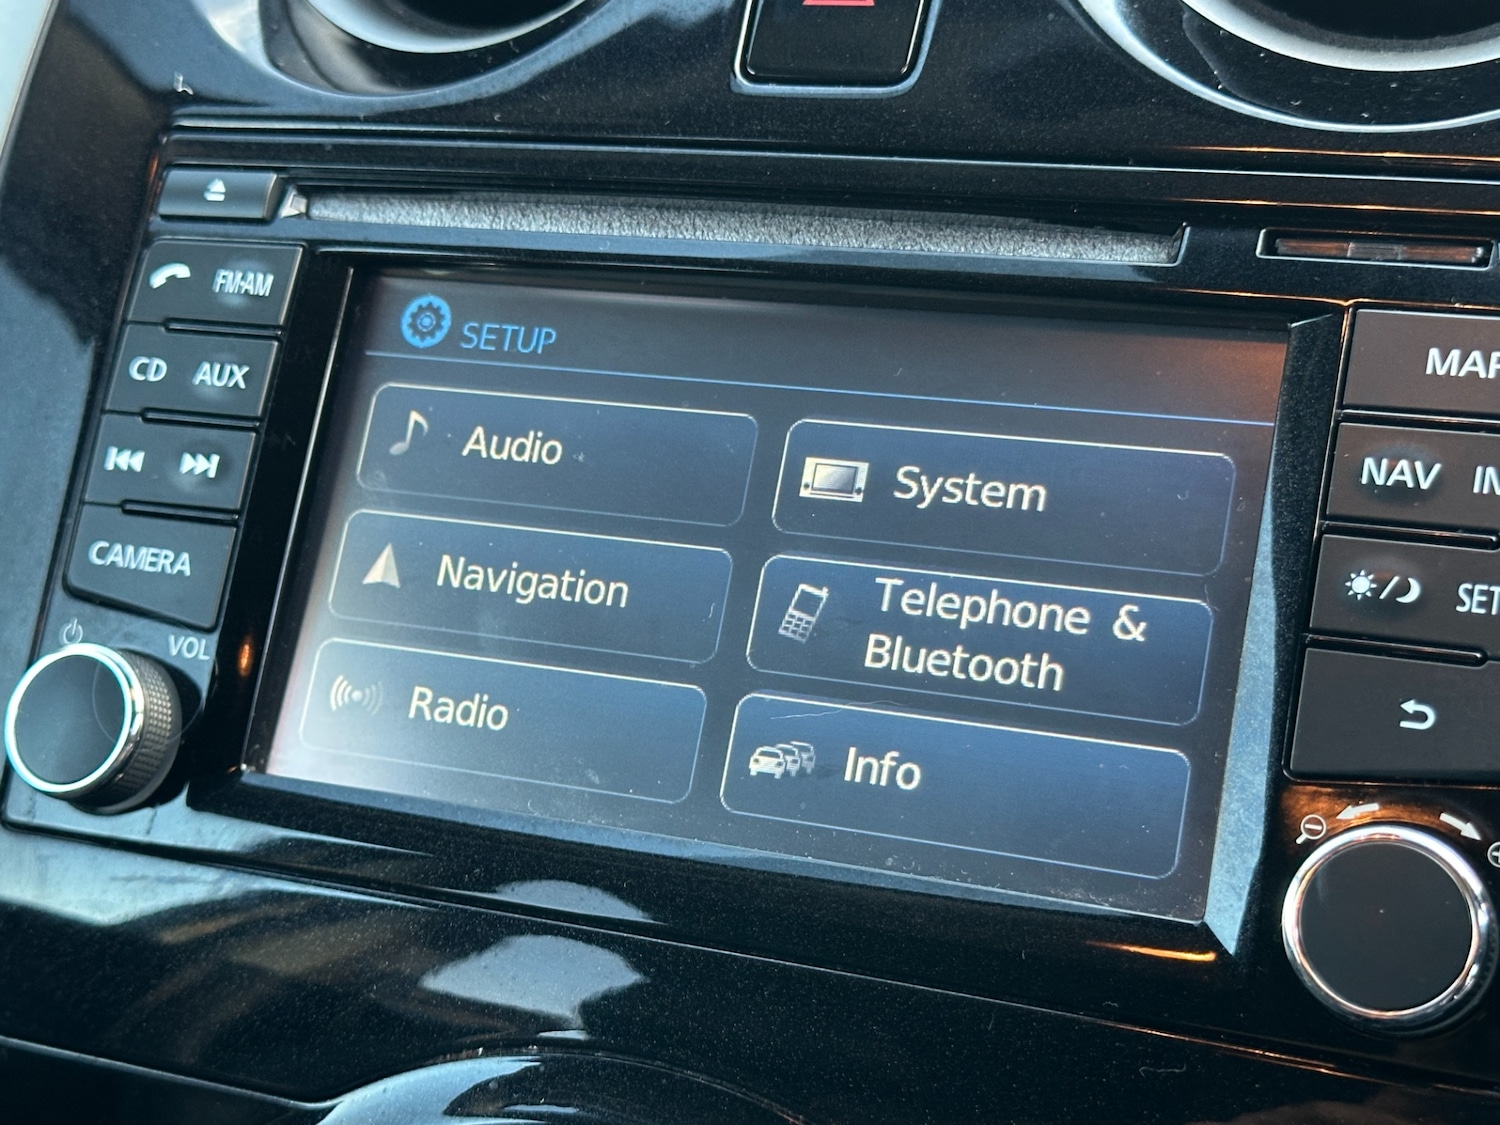 FM·AM
CD AUX
CAMERA
VOL
SETUP
Audio
System
Navigation
Telephone &
Bluetooth
Radio
Info
NAV